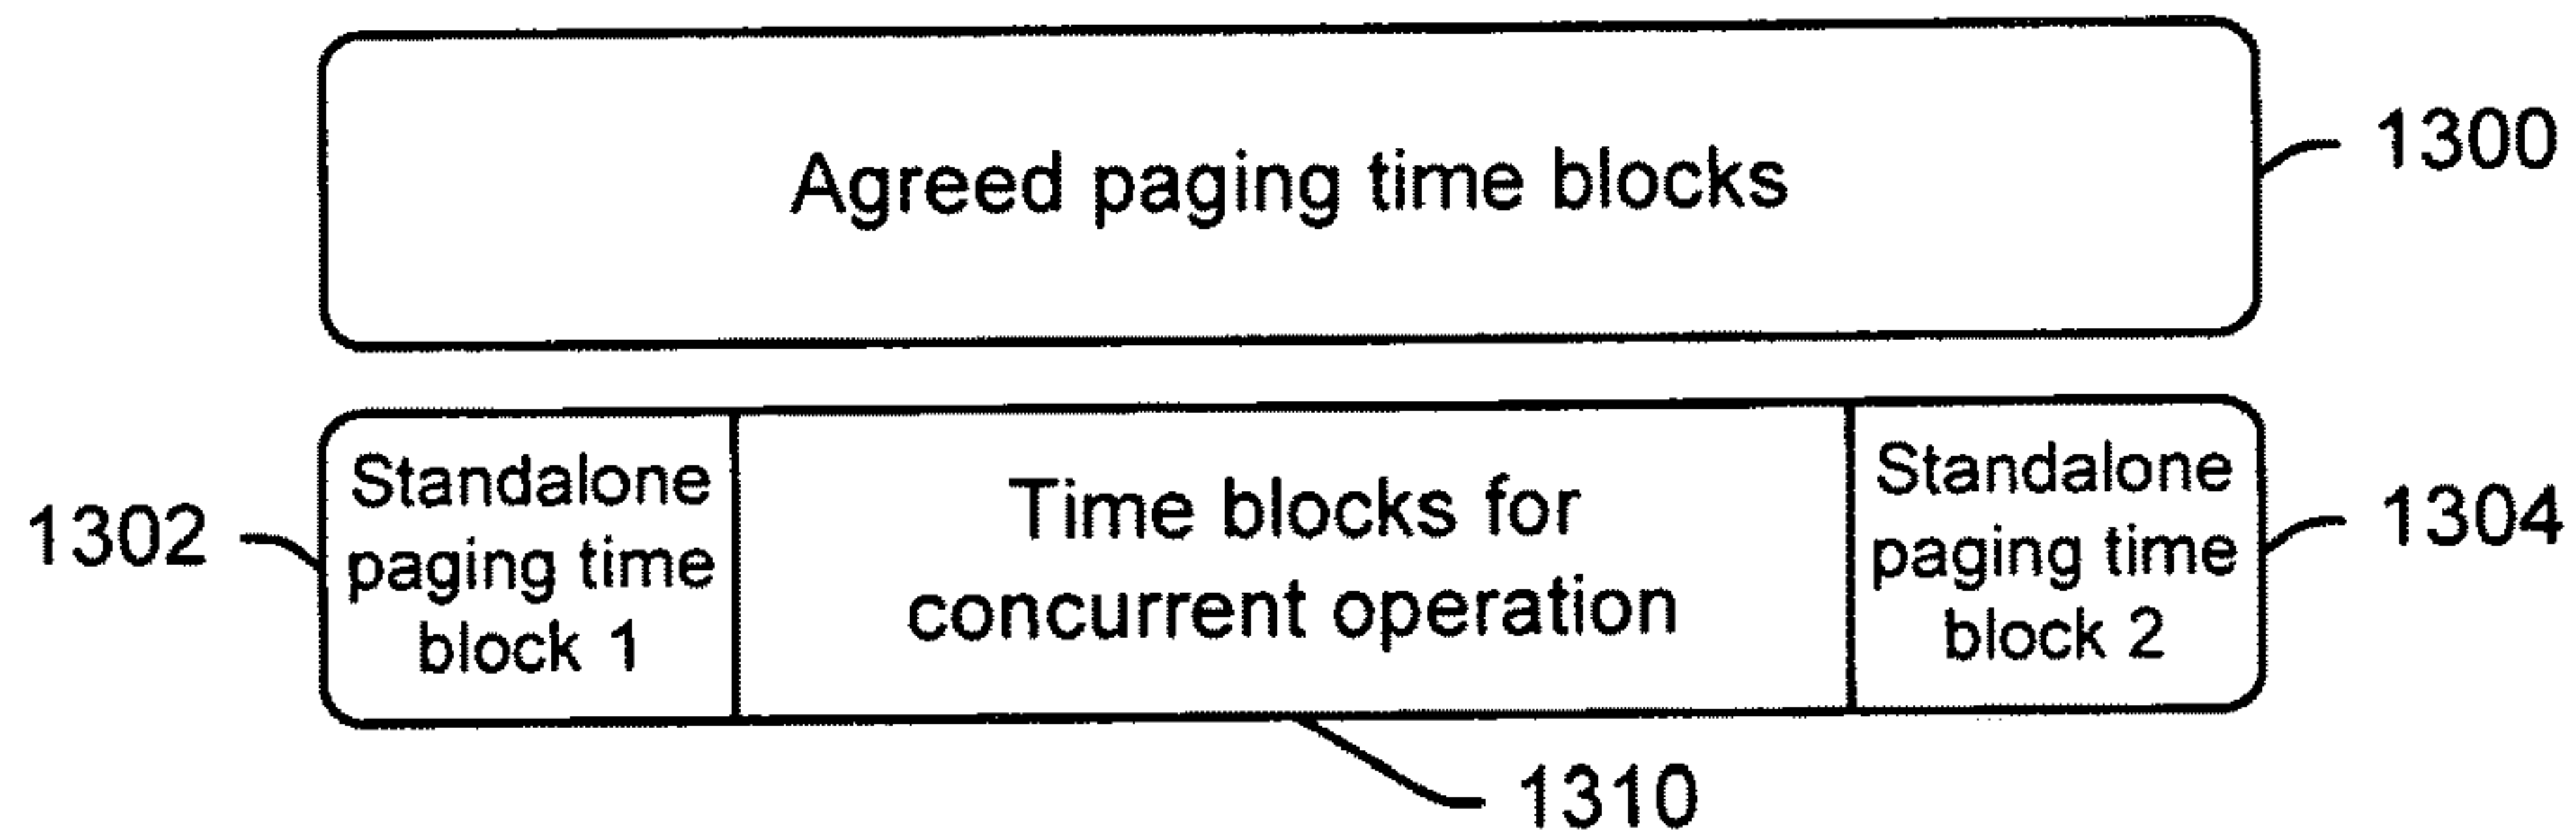 Agreed paging time blocks
1300
1302
Standalone
paging time
block 1
Time blocks for
concurrent operation
Standalone
paging time
block 2
1304
1310